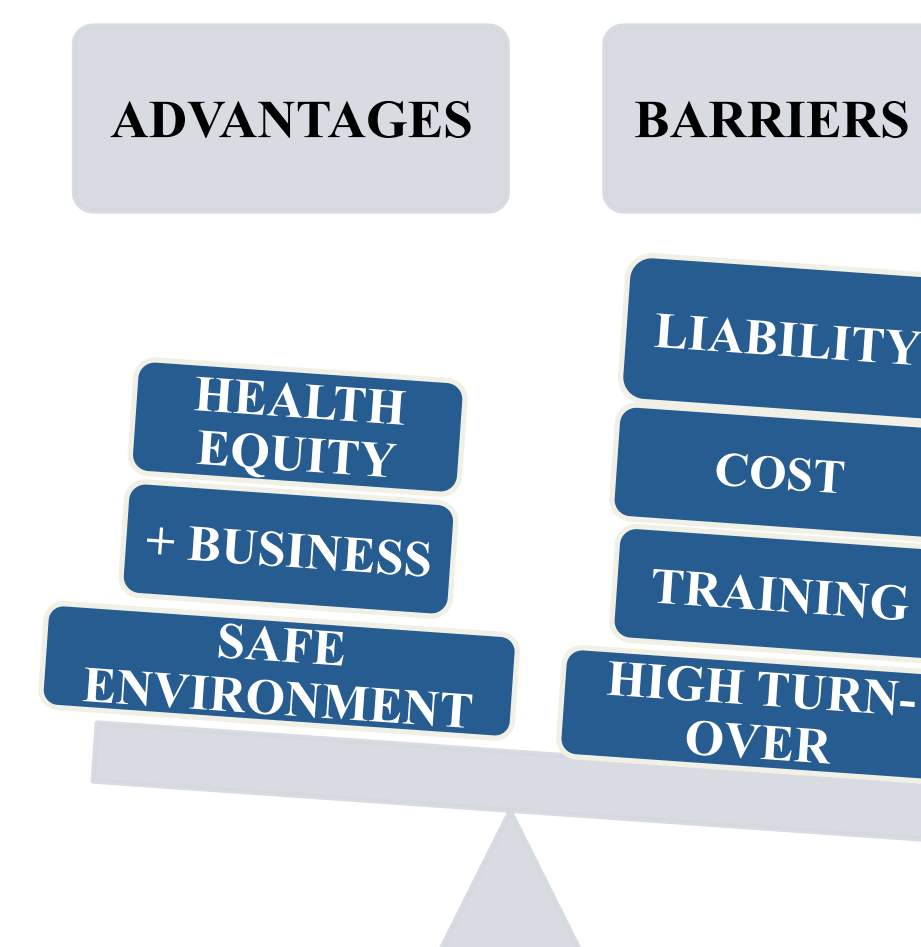 ADVANTAGES
BARRIERS
HEALTH
EQUITY
+ BUSINESS
SAFE
ENVIRONMENT
LIABILITY
COST
TRAINING
HIGH TURN-
OVER